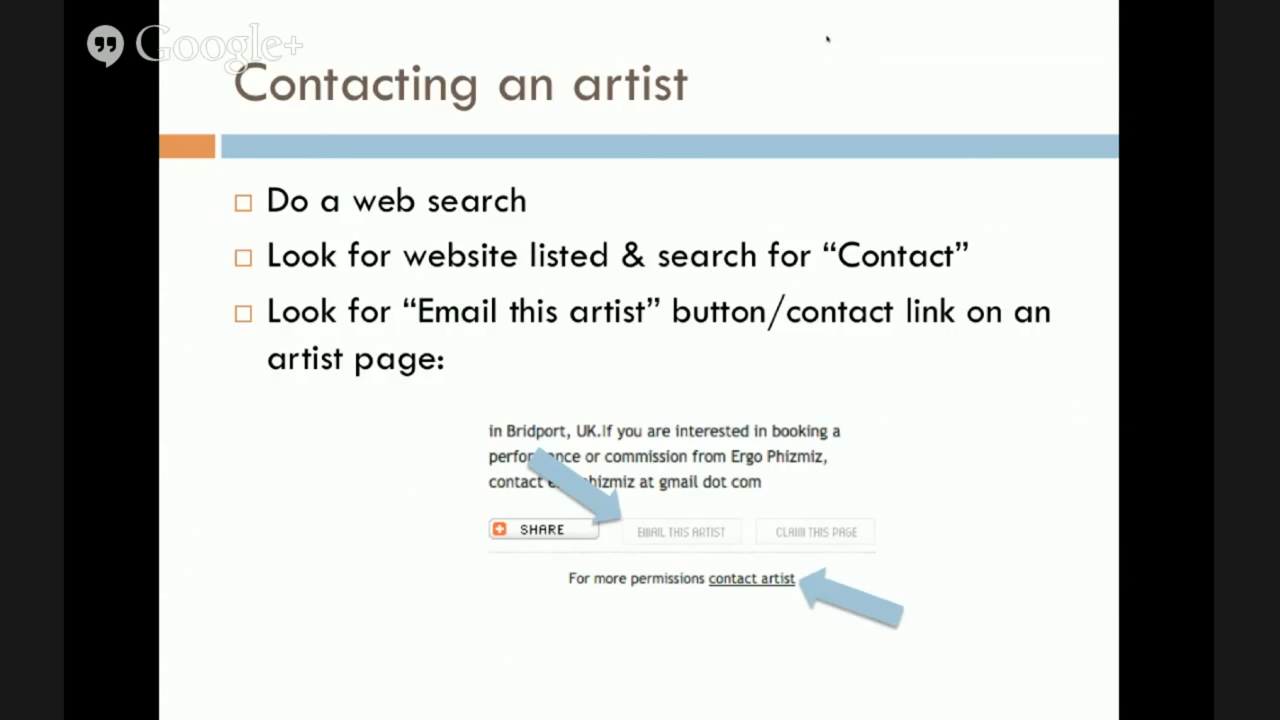 Google+
Contacting an artist
Do a web search
Look for website listed & search for “Contact”
Look for “Email this artist” button/contact link on an
artist page:
in Bridport, UK.If you are interested in booking a
or commission from Ergo Phizmiz,
contact at gmail dot com
SHARE EMAIL THIS ARTIST CLAIM THIS PAGE
For more permissions contact artist